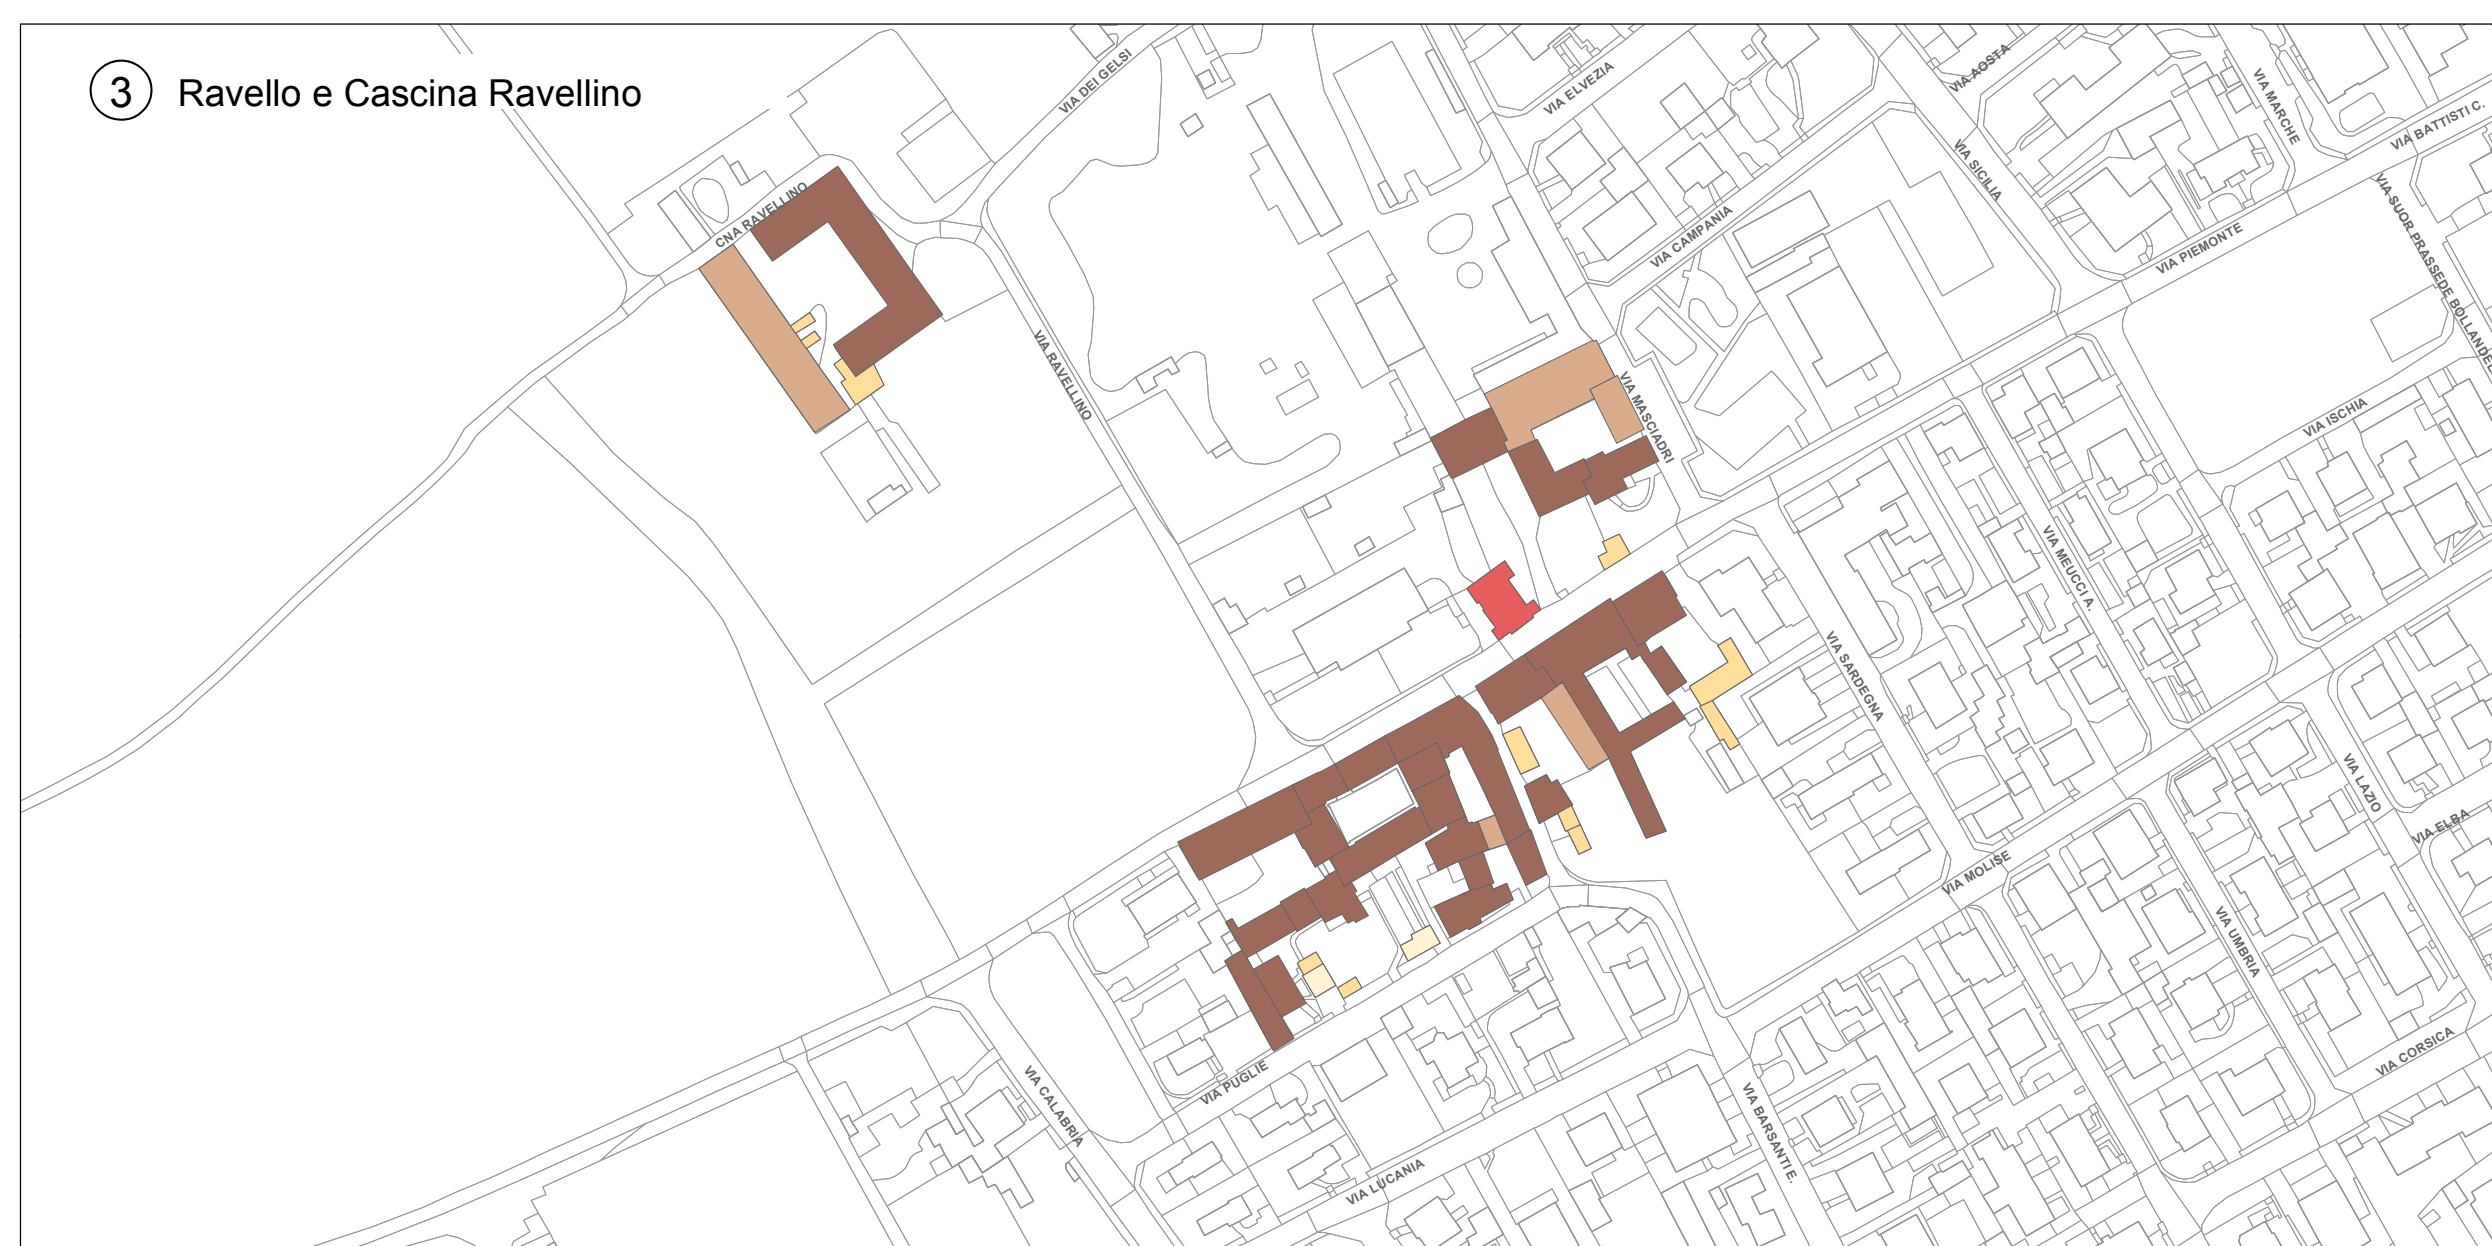 3 Ravello e Cascina Ravellino
VIA DEI GELSI
VIA ELVEZIA
VIA AOSTA
VIA MARCHE
VIA BATTISTI C.
VIA SICILIA
CNA RAVELLINO
VIA CAMPANIA
VIA PIEMONTE
VIA SUOR PRASSEDE
VIA RAVELLINO
VIA MASCIADRI
VIA ISCHIA
VIA MEUCCI A.
VIA SARDEGNA
VIA LAZIO
VIA ELBA
VIA MOLISE
VIA UMBRIA
VIA CORSICA
VIA PUGLIE
VIA CALABRIA
VIA BARSANTI E.
VIA LUCANIA